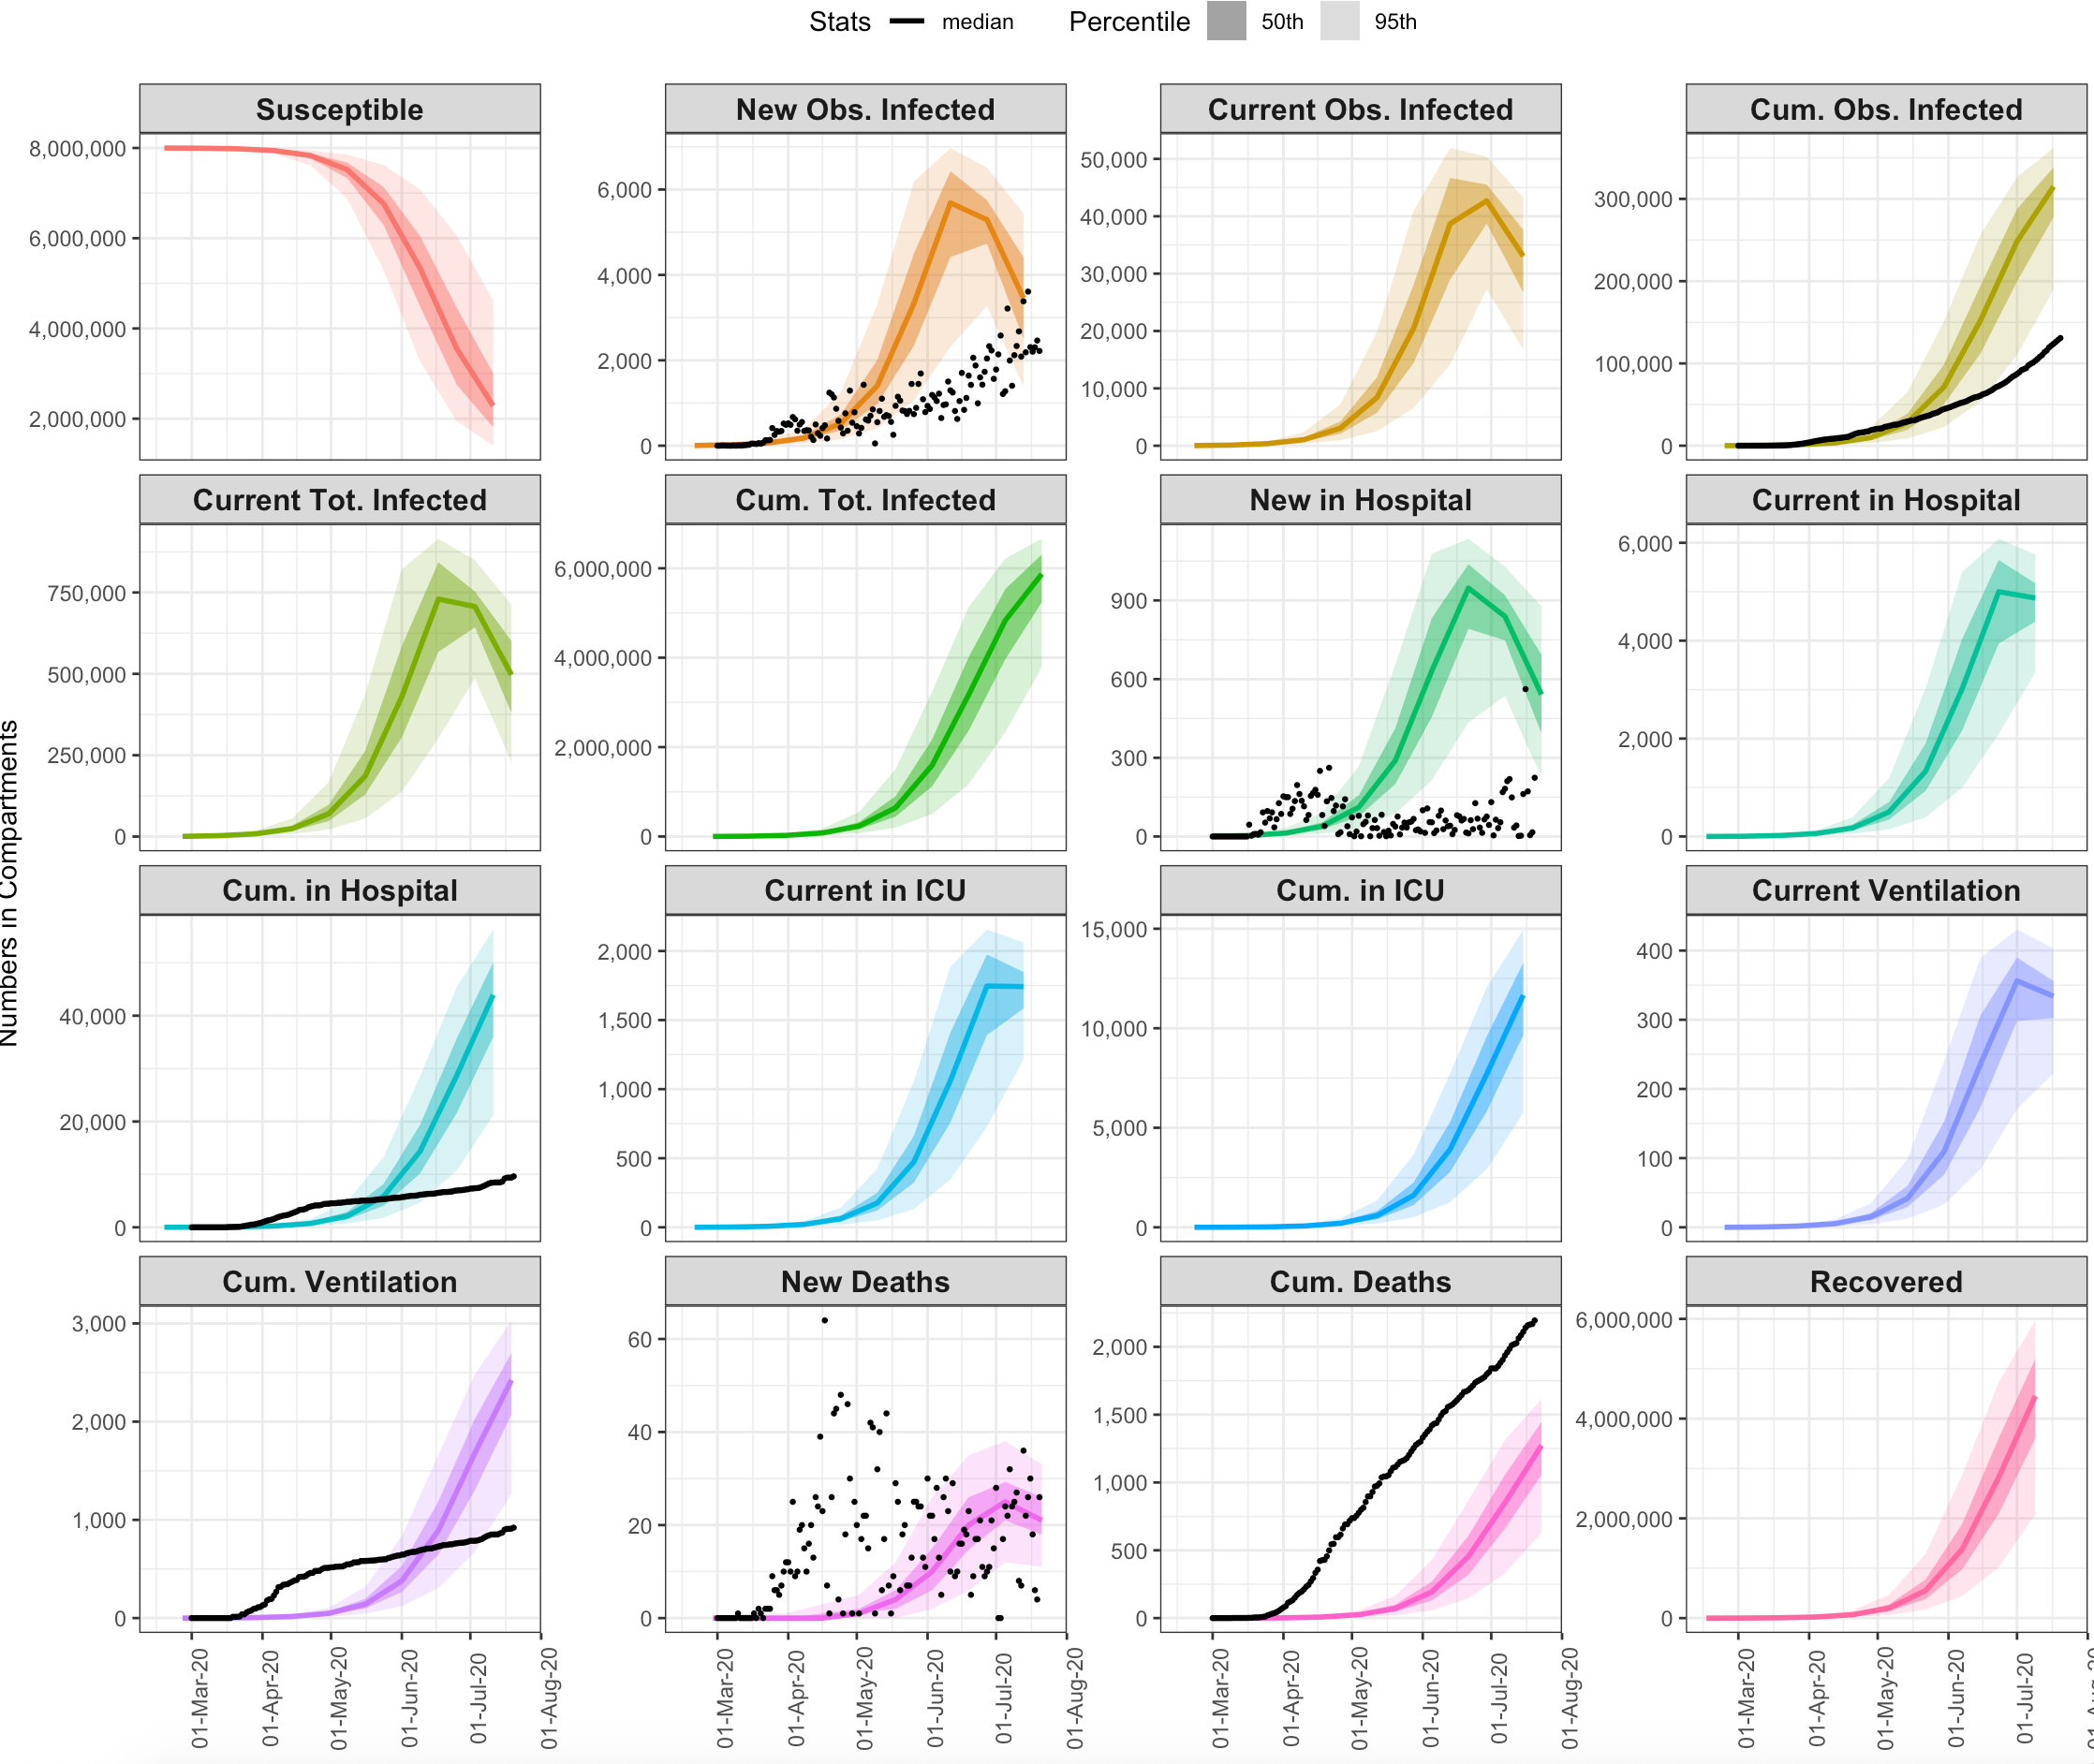 Stats median Percentile 50th 95th
Susceptible
New Obs. Infected
Current Obs. Infected
Cum. Obs. Infected
8,000,000
6,000,000
4,000,000
2,000,000
6,000
4,000
2,000
0
50,000
40,000
30,000
20,000
10,000
0
300,000
200,000
100,000
0
Current Tot. Infected
Cum. Tot. Infected
New in Hospital
Current in Hospital
750,000
500,000
250,000
0
6,000,000
4,000,000
2,000,000
0
900
600
300
0
6,000
4,000
2,000
0
Numbers in Compartments
Cum. in Hospital
Current in ICU
Cum. in ICU
Current Ventilation
40,000
20,000
0
2,000
1,500
1,000
500
0
15,000
10,000
5,000
0
400
300
200
100
0
Cum. Ventilation
New Deaths
Cum. Deaths
Recovered
3,000
2,000
1,000
0
60
40
20
0
2,000
1,500
1,000
500
0
6,000,000
4,000,000
2,000,000
0
01-Mar-20
01-Apr-20
01-May-20
01-Jun-20
01-Jul-20
01-Aug-20
01-Mar-20
01-Apr-20
01-May-20
01-Jun-20
01-Jul-20
01-Aug-20
01-Mar-20
01-Apr-20
01-May-20
01-Jun-20
01-Jul-20
01-Aug-20
01-Mar-20
01-Apr-20
01-May-20
01-Jun-20
01-Jul-20